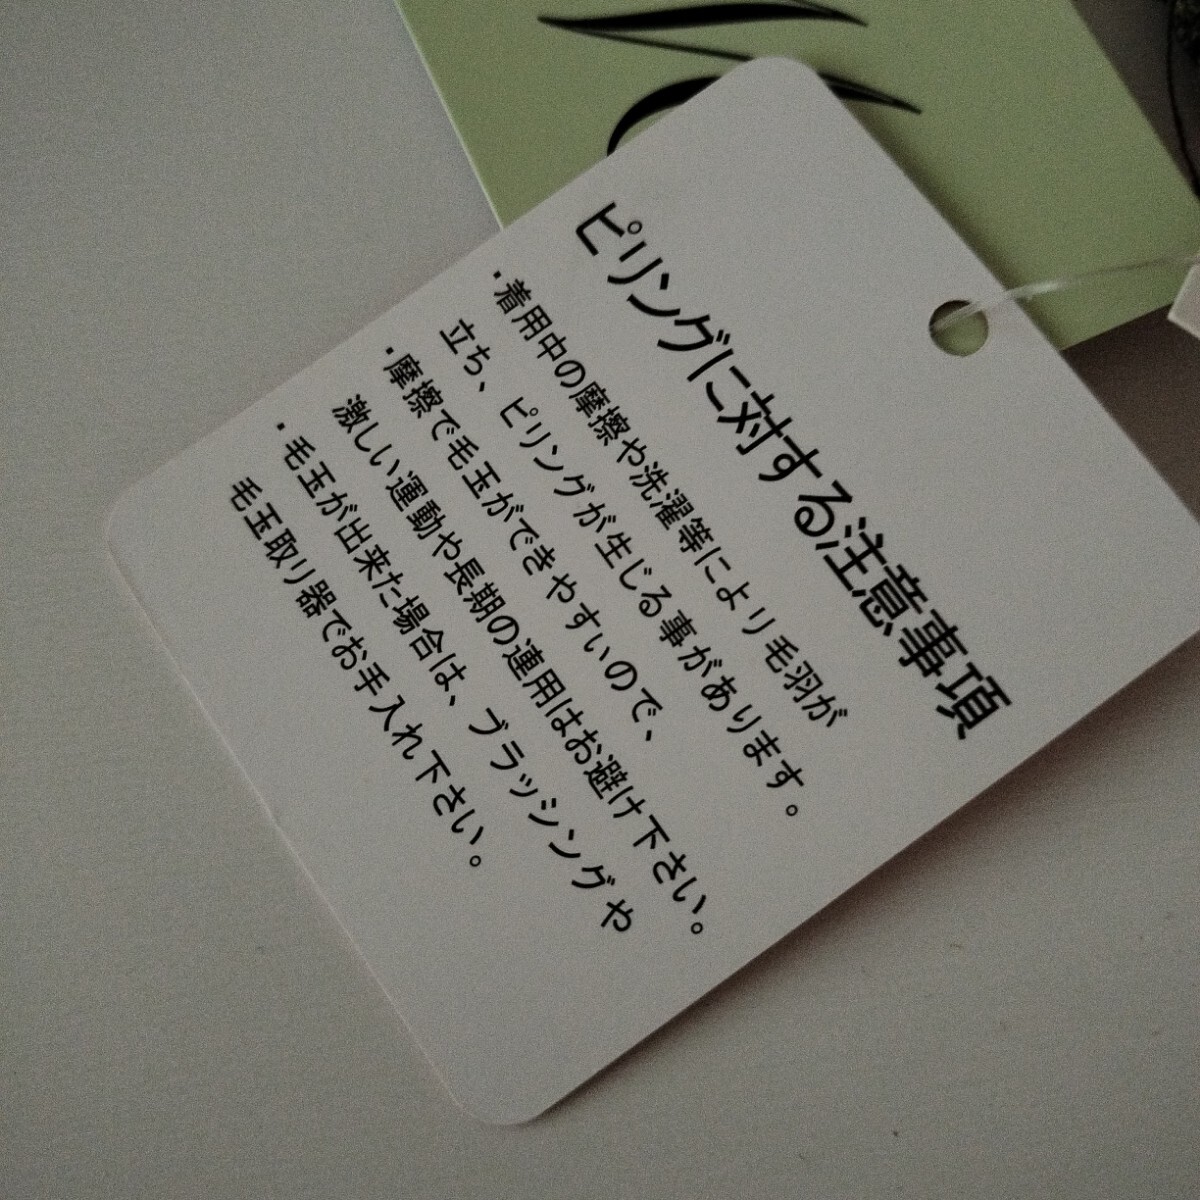 ピリングに対する注意事項
・着用中の摩擦や洗濯等により毛羽が
立ち、ピリングが生じる事があります。
・摩擦で毛玉ができやすいので、
激しい運動や長期の連用はお避け下さい。
・毛玉が出来た場合は、ブラッシングや
毛玉取り器でお手入れ下さい。